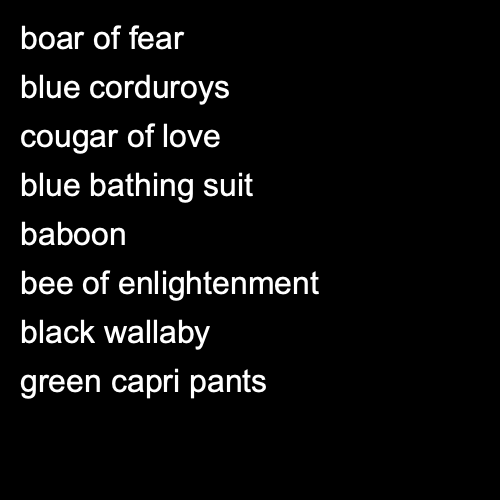 boar of fear
blue corduroys
cougar of love
blue bathing suit
baboon
bee of enlightenment
black wallaby
green capri pants